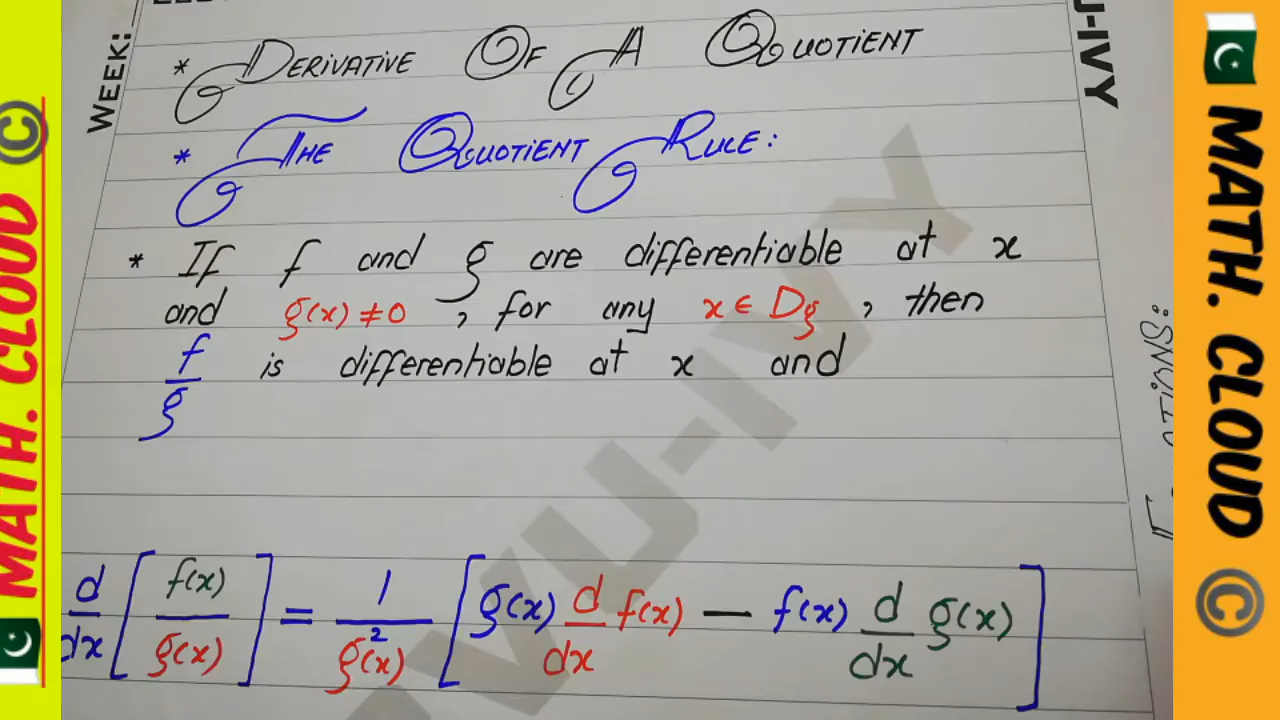 WEEK:
* DERIVATIVE OF A QUOTIENT
* THE QUOTIENT RULE:
* If f and g are differentiable at x
and g(x) ≠ 0 , for any x ∈ Dg , then
f/g is differentiable at x and
d/dx [ f(x)/g(x) ] = 1/g²(x) [ g(x) d/dx f(x) — f(x) d/dx g(x) ]
VU-IVY
U-IVY
MATH. CLOUD ©
MATH. CLOUD ©